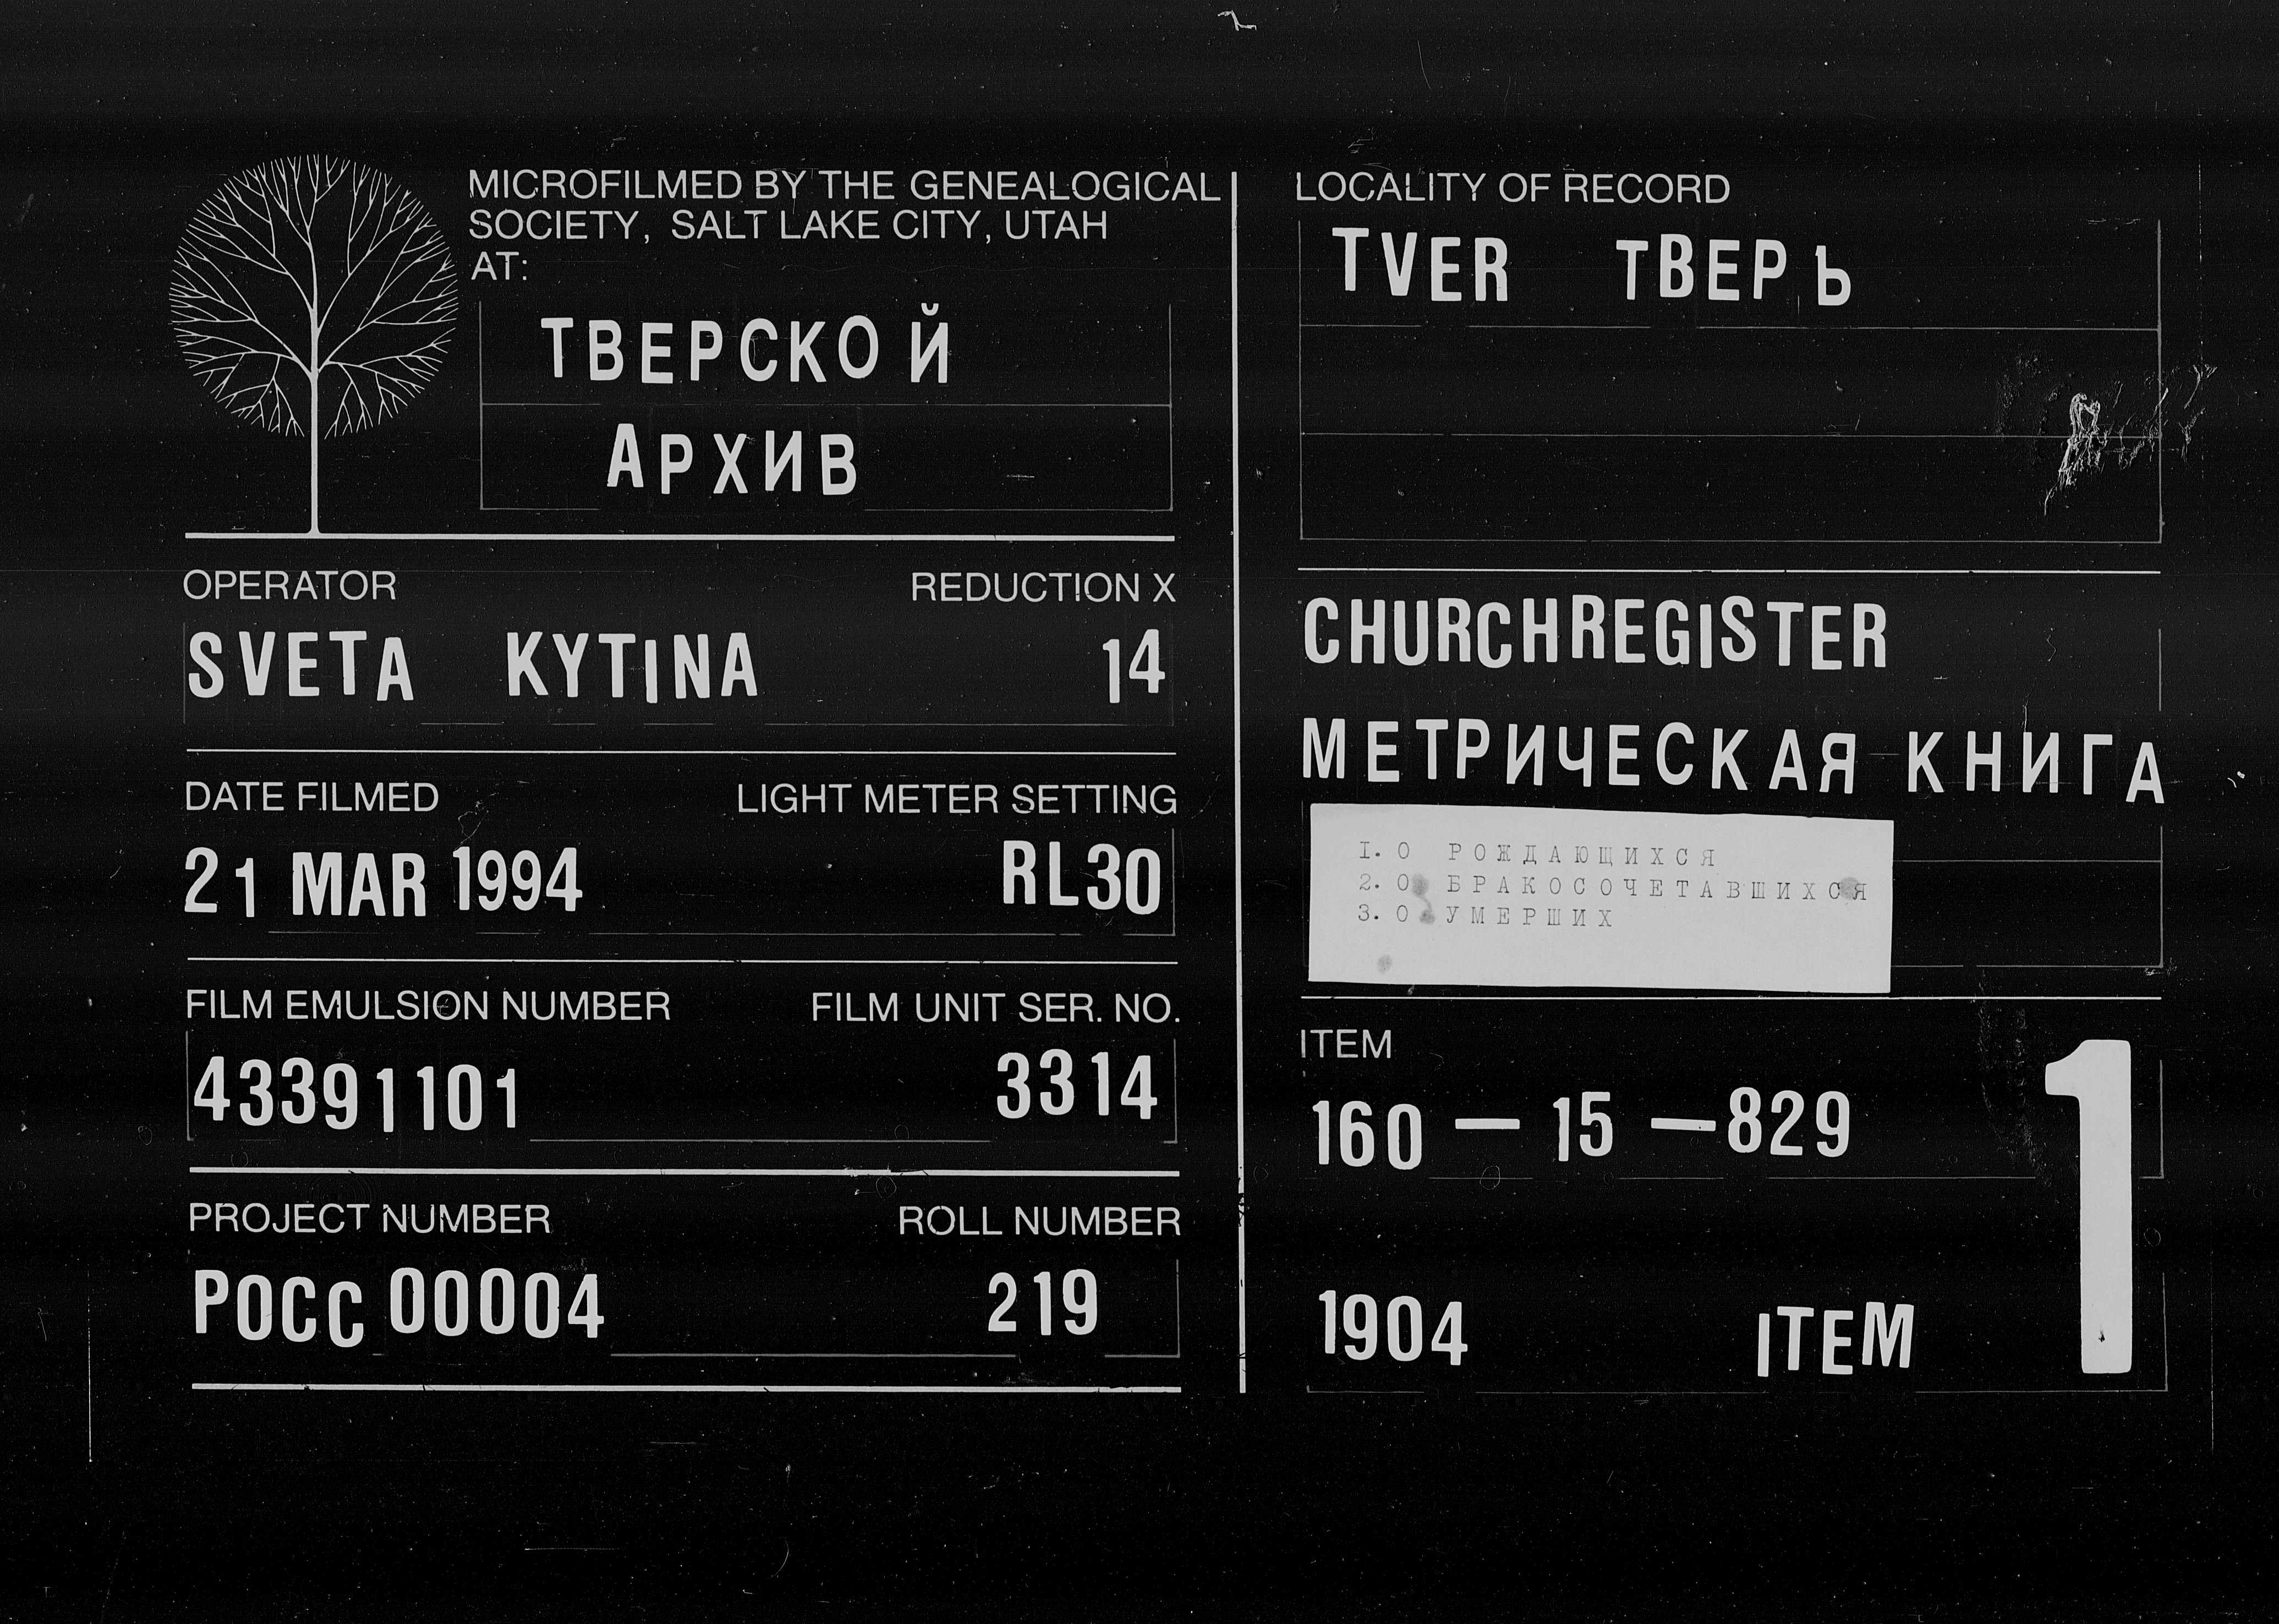 MICROFILMED BY THE GENEALOGICAL
SOCIETY, SALT LAKE CITY, UTAH
AT:
ТВЕРСКОЙ
АРХИВ
OPERATOR REDUCTION X
SVETA KYTINA 14
DATE FILMED LIGHT METER SETTING
21 MAR 1994 RL30
FILM EMULSION NUMBER FILM UNIT SER. NO.
43391101 3314
PROJECT NUMBER ROLL NUMBER
РОСС 00004 219
LOCALITY OF RECORD
TVER ТВЕРЬ
CHURCHREGISTER
МЕТРИЧЕСКАЯ КНИГА
1. О РОЖДАЮЩИХСЯ
2. О БРАКОСОЧЕТАВШИХСЯ
3. О УМЕРШИХ
ITEM
160 — 15 — 829
1904 ITEM 1